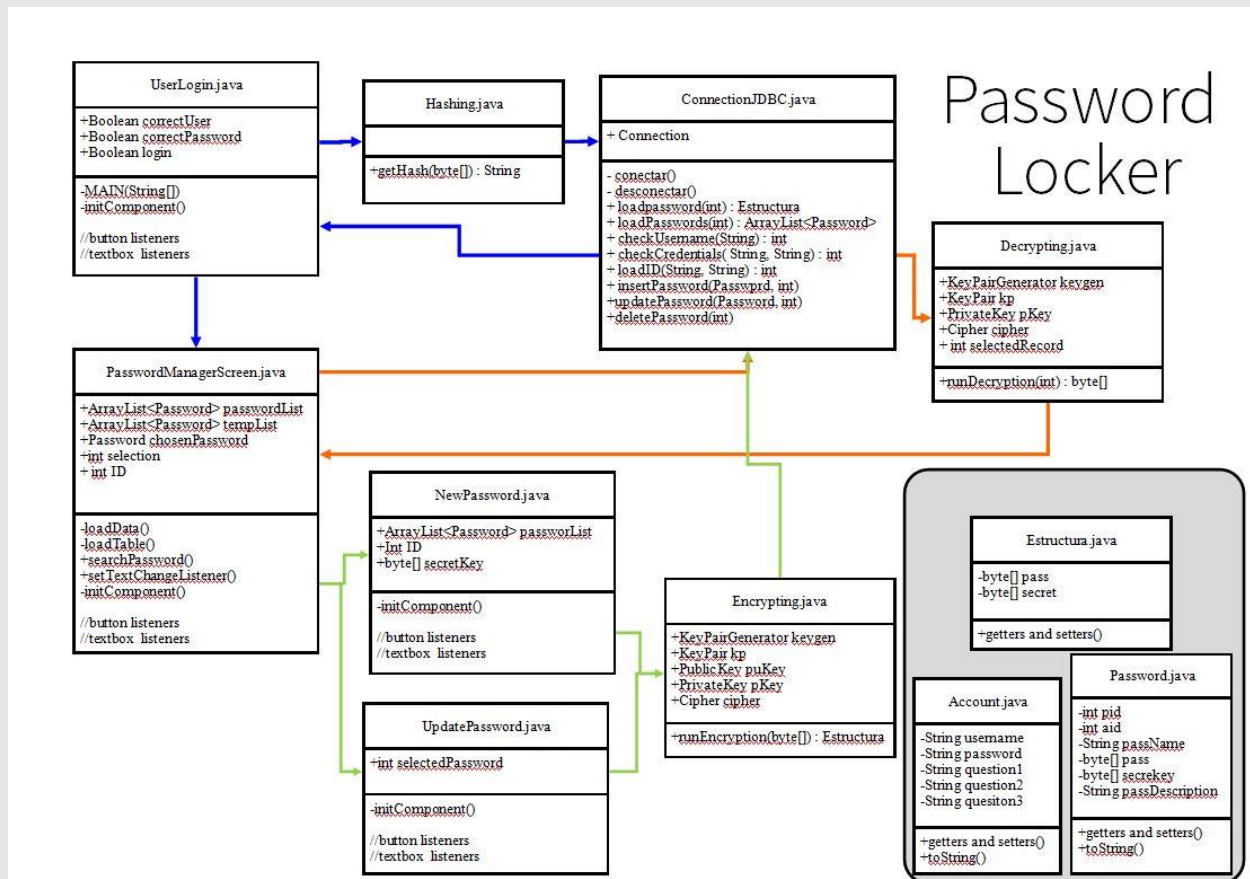 Password
Locker
UserLogin.java
+Boolean correctUser
+Boolean correctPassword
+Boolean login
-MAIN(String[])
-initComponent()
//button listeners
//textbox listeners
Hashing.java
+getHash(byte[]) : String
ConnectionJDBC.java
+ Connection
- conectar()
- desconectar()
+ loadpassword(int) : Estructura
+ loadPasswords(int) : ArrayList<Password>
+ checkUsername(String) : int
+ checkCredentials( String, String) : int
+ loadID(String, String) : int
+ insertPassword(Passwprd, int)
+updatePassword(Password, int)
+deletePassword(int)
Decrypting.java
+KeyPairGenerator keygen
+KeyPair kp
+PrivateKey pKey
+Cipher cipher
+ int selectedRecord
+runDecryption(int) : byte[]
PasswordManagerScreen.java
+ArrayList<Password> passwordList
+ArrayList<Password> tempList
+Password chosenPassword
+int selection
+ int ID
-loadData()
-loadTable()
+searchPassword()
+setTextChangeListener()
-initComponent()
//button listeners
//textbox listeners
NewPassword.java
+ArrayList<Password> passworList
+Int ID
+byte[] secretKey
-initComponent()
//button listeners
//textbox listeners
UpdatePassword.java
+int selectedPassword
-initComponent()
//button listeners
//textbox listeners
Encrypting.java
+KeyPairGenerator keygen
+KeyPair kp
+PublicKey puKey
+PrivateKey pKey
+Cipher cipher
+runEncryption(byte[]) : Estructura
Estructura.java
-byte[] pass
-byte[] secret
+getters and setters()
Account.java
-String username
-String password
-String question1
-String question2
-String quesiton3
+getters and setters()
+toString()
Password.java
-int pid
-int aid
-String passName
-byte[] pass
-byte[] secrekey
-String passDescription
+getters and setters()
+toString()